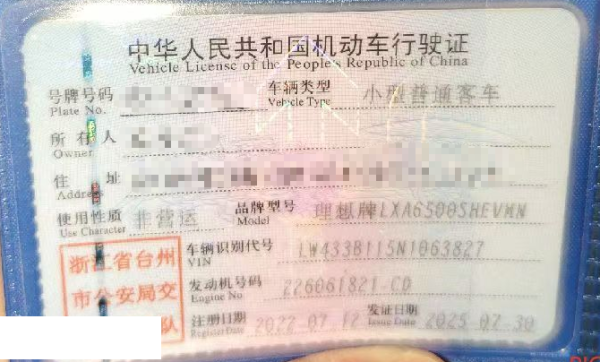 中华人民共和国机动车行驶证
Vehicle License of the People's Republic of China
号牌号码 车辆类型 小型普通客车
Plate No. Vehicle Type
所有人
Owner
住址
Address
使用性质 非营运 品牌型号 理想牌LXA6500SHEVMN
Use Character Model
浙江省台州 车辆识别代号 LW433B115N1063827
VIN
市公安局交 发动机号码 226061821-CD
Engine No
队 注册日期 2022-07-12 发证日期 2025-07-30
Register Date Issue Date